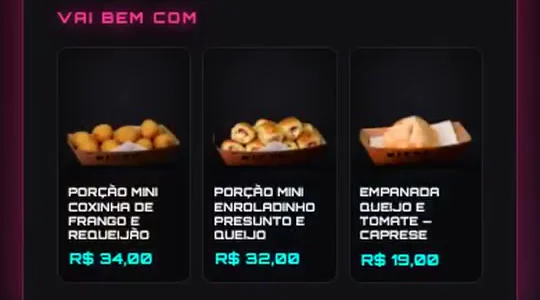 VAI BEM COM
PORÇÃO MINI
COXINHA DE
FRANGO E
REQUEIJÃO
R$ 34,00
PORÇÃO MINI
ENROLADINHO
PRESUNTO E
QUEIJO
R$ 32,00
EMPANADA
QUEIJO E
TOMATE –
CAPRESE
R$ 19,00